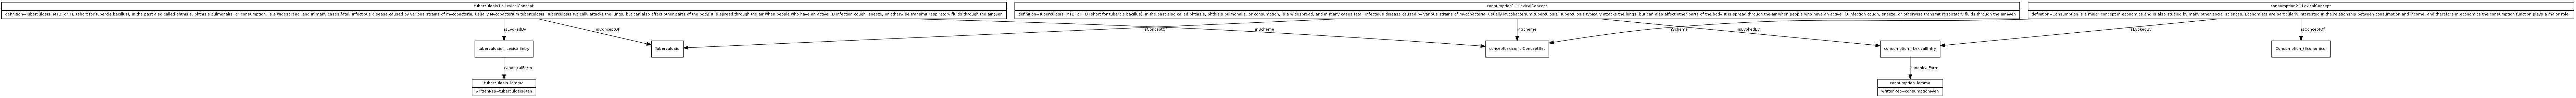 tuberculosis1 : LexicalConcept
definition=Tuberculosis, MTB, or TB (short for tubercle bacillus), in the past also called phthisis, phthisis pulmonalis, or consumption, is a widespread, and in many cases fatal, infectious disease caused by various strains of mycobacteria, usually Mycobacterium tuberculosis. Tuberculosis typically attacks the lungs, but can also affect other parts of the body. It is spread through the air when people who have an active TB infection cough, sneeze, or otherwise transmit respiratory fluids through the air.@en
consumption1 : LexicalConcept
definition=Tuberculosis, MTB, or TB (short for tubercle bacillus), in the past also called phthisis, phthisis pulmonalis, or consumption, is a widespread, and in many cases fatal, infectious disease caused by various strains of mycobacteria, usually Mycobacterium tuberculosis. Tuberculosis typically attacks the lungs, but can also affect other parts of the body. It is spread through the air when people who have an active TB infection cough, sneeze, or otherwise transmit respiratory fluids through the air.@en
consumption2 : LexicalConcept
definition=Consumption is a major concept in economics and is also studied by many other social sciences. Economists are particularly interested in the relationship between consumption and income, and therefore in economics the consumption function plays a major role.
isEvokedBy
isConceptOf
isConceptOf
inScheme
inScheme
inScheme
isEvokedBy
isEvokedBy
isConceptOf
tuberculosis : LexicalEntry
Tuberculosis
conceptLexicon : ConceptSet
consumption : LexicalEntry
Consumption_(Economics)
canonicalForm
canonicalForm
tuberculosis_lemma
writtenRep=tuberculosis@en
consumption_lemma
writtenRep=consumption@en